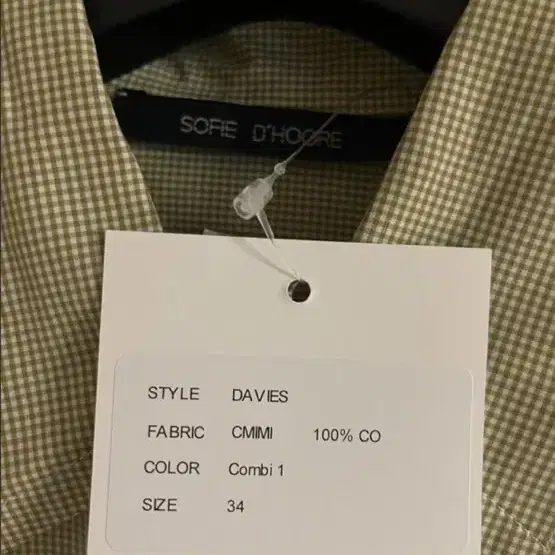 SOFIE D'HOORE
STYLE DAVIES
FABRIC CMIMI 100% CO
COLOR Combi 1
SIZE 34